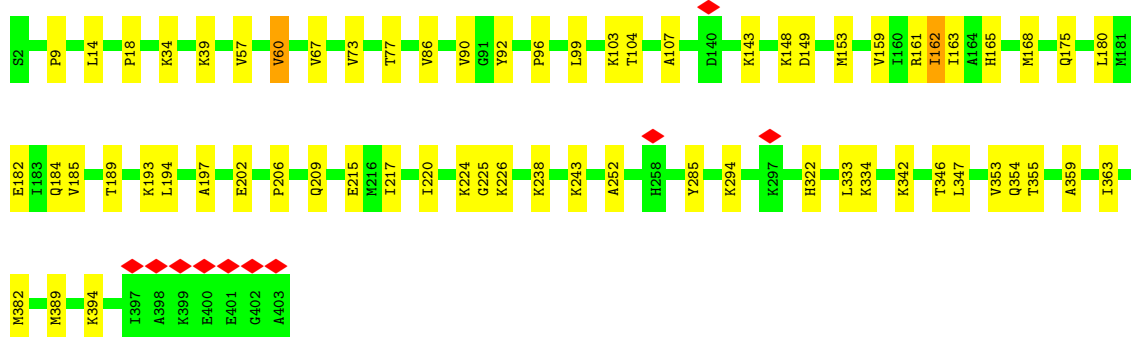 S2 P9 L14 P18 K34 K39 V57 V60 V67 V73 T77 V86 V90 G91 Y92 P96 L99 K103 T104 A107 D140 K143 K148 D149 M153 V159 I160 R161 I162 I163 A164 H165 M168 Q175 L180 M181
E182 I183 Q184 V185 T189 K193 L194 A197 E202 P206 Q209 E215 M216 I217 I220 K224 G225 K226 K238 K243 A252 H258 Y285 K294 K297 H322 L333 K334 K342 T346 L347 V353 Q354 T355 A359 I363
M382 M389 K394 I397 A398 K399 E400 E401 G402 A403